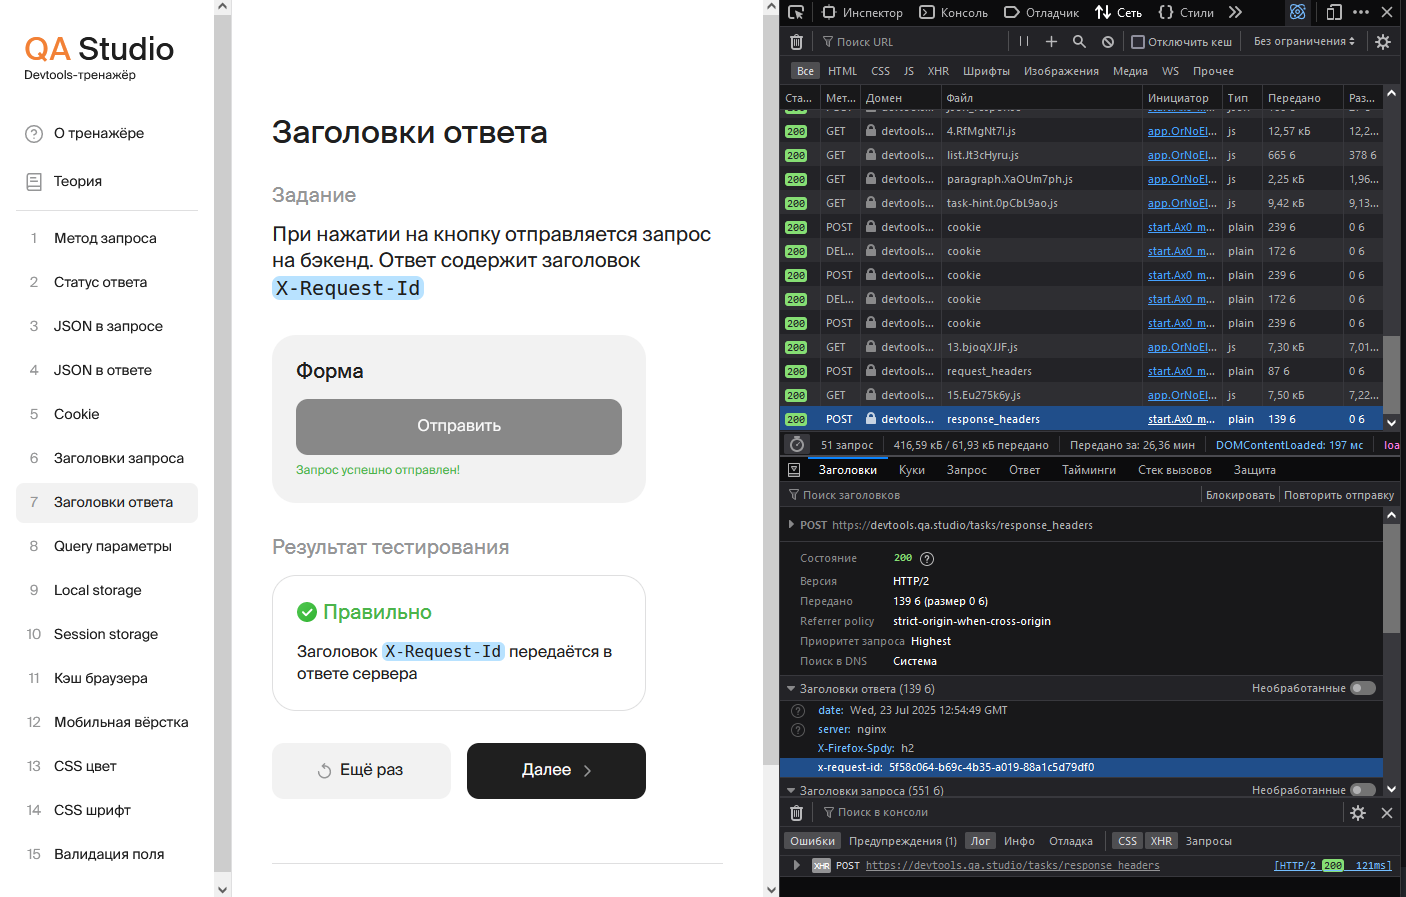 QA Studio
Devtools-тренажёр
О тренажёре
Теория
1 Метод запроса
2 Статус ответа
3 JSON в запросе
4 JSON в ответе
5 Cookie
6 Заголовки запроса
7 Заголовки ответа
8 Query параметры
9 Local storage
10 Session storage
11 Кэш браузера
12 Мобильная вёрстка
13 CSS цвет
14 CSS шрифт
15 Валидация поля
Заголовки ответа
Задание
При нажатии на кнопку отправляется запрос
на бэкенд. Ответ содержит заголовок
X-Request-Id
Форма
Отправить
Запрос успешно отправлен!
Результат тестирования
Правильно
Заголовок X-Request-Id передаётся в
ответе сервера
Ещё раз
Далее
Инспектор Консоль Отладчик Сеть Стили
Поиск URL Отключить кеш Без ограничения
Все HTML CSS JS XHR Шрифты Изображения Медиа WS Прочее
Ста... Мет... Домен Файл Инициатор Тип Передано Раз...
200 GET devtools... 4.RfMgNt7I.js app.OrNoEl... js 12,57 кБ 12,2...
200 GET devtools... list.Jt3cHyru.js app.OrNoEl... js 665 б 378 б
200 GET devtools... paragraph.XaOUm7ph.js app.OrNoEl... js 2,25 кБ 1,96...
200 GET devtools... task-hint.0pCbL9ao.js app.OrNoEl... js 9,42 кБ 9,13...
200 POST devtools... cookie start.Ax0_m... plain 239 б 0 б
200 DEL... devtools... cookie start.Ax0_m... plain 172 б 0 б
200 POST devtools... cookie start.Ax0_m... plain 239 б 0 б
200 DEL... devtools... cookie start.Ax0_m... plain 172 б 0 б
200 POST devtools... cookie start.Ax0_m... plain 239 б 0 б
200 GET devtools... 13.bjoqXJJF.js app.OrNoEl... js 7,30 кБ 7,01...
200 POST devtools... request_headers start.Ax0_m... plain 87 б 0 б
200 GET devtools... 15.Eu275k6y.js app.OrNoEl... js 7,50 кБ 7,22...
200 POST devtools... response_headers start.Ax0_m... plain 139 б 0 б
51 запрос 416,59 кБ / 61,93 кБ передано Передано за: 26,36 мин DOMContentLoaded: 197 мс loa
Заголовки Куки Запрос Ответ Тайминги Стек вызовов Защита
Поиск заголовков Блокировать Повторить отправку
POST https://devtools.qa.studio/tasks/response_headers
Состояние 200
Версия HTTP/2
Передано 139 б (размер 0 б)
Referrer policy strict-origin-when-cross-origin
Приоритет запроса Highest
Поиск в DNS Система
Заголовки ответа (139 б) Необработанные
date: Wed, 23 Jul 2025 12:54:49 GMT
server: nginx
X-Firefox-Spdy: h2
x-request-id: 5f58c064-b69c-4b35-a019-88a1c5d79df0
Заголовки запроса (551 б) Необработанные
Поиск в консоли
Ошибки Предупреждения (1) Лог Инфо Отладка CSS XHR Запросы
XHR POST https://devtools.qa.studio/tasks/response_headers [HTTP/2 200 121ms]